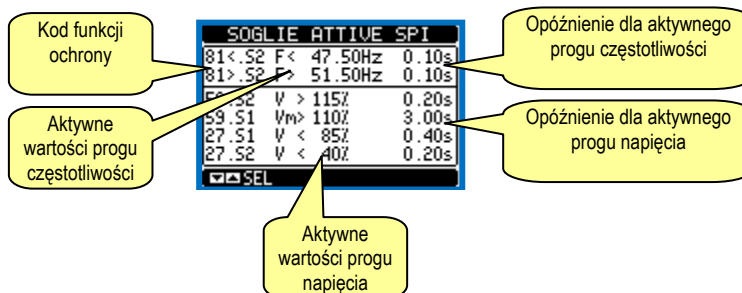 Kod funkcji
ochrony
Aktywne
wartości progu
częstotliwości
SOGLIE ATTIVE SPI
81<.S2 F< 47.50Hz 0.10s
81>.S2 51.50Hz 0.10s
V > 115% 0.20s
59.S1 Vm> 110% 3.00s
27.S1 V < 85% 0.40s
27.S2 V < 40% 0.20s
SEL
Opóźnienie dla aktywnego
progu częstotliwości
Opóźnienie dla aktywnego
progu napięcia
Aktywne
wartości progu
napięcia